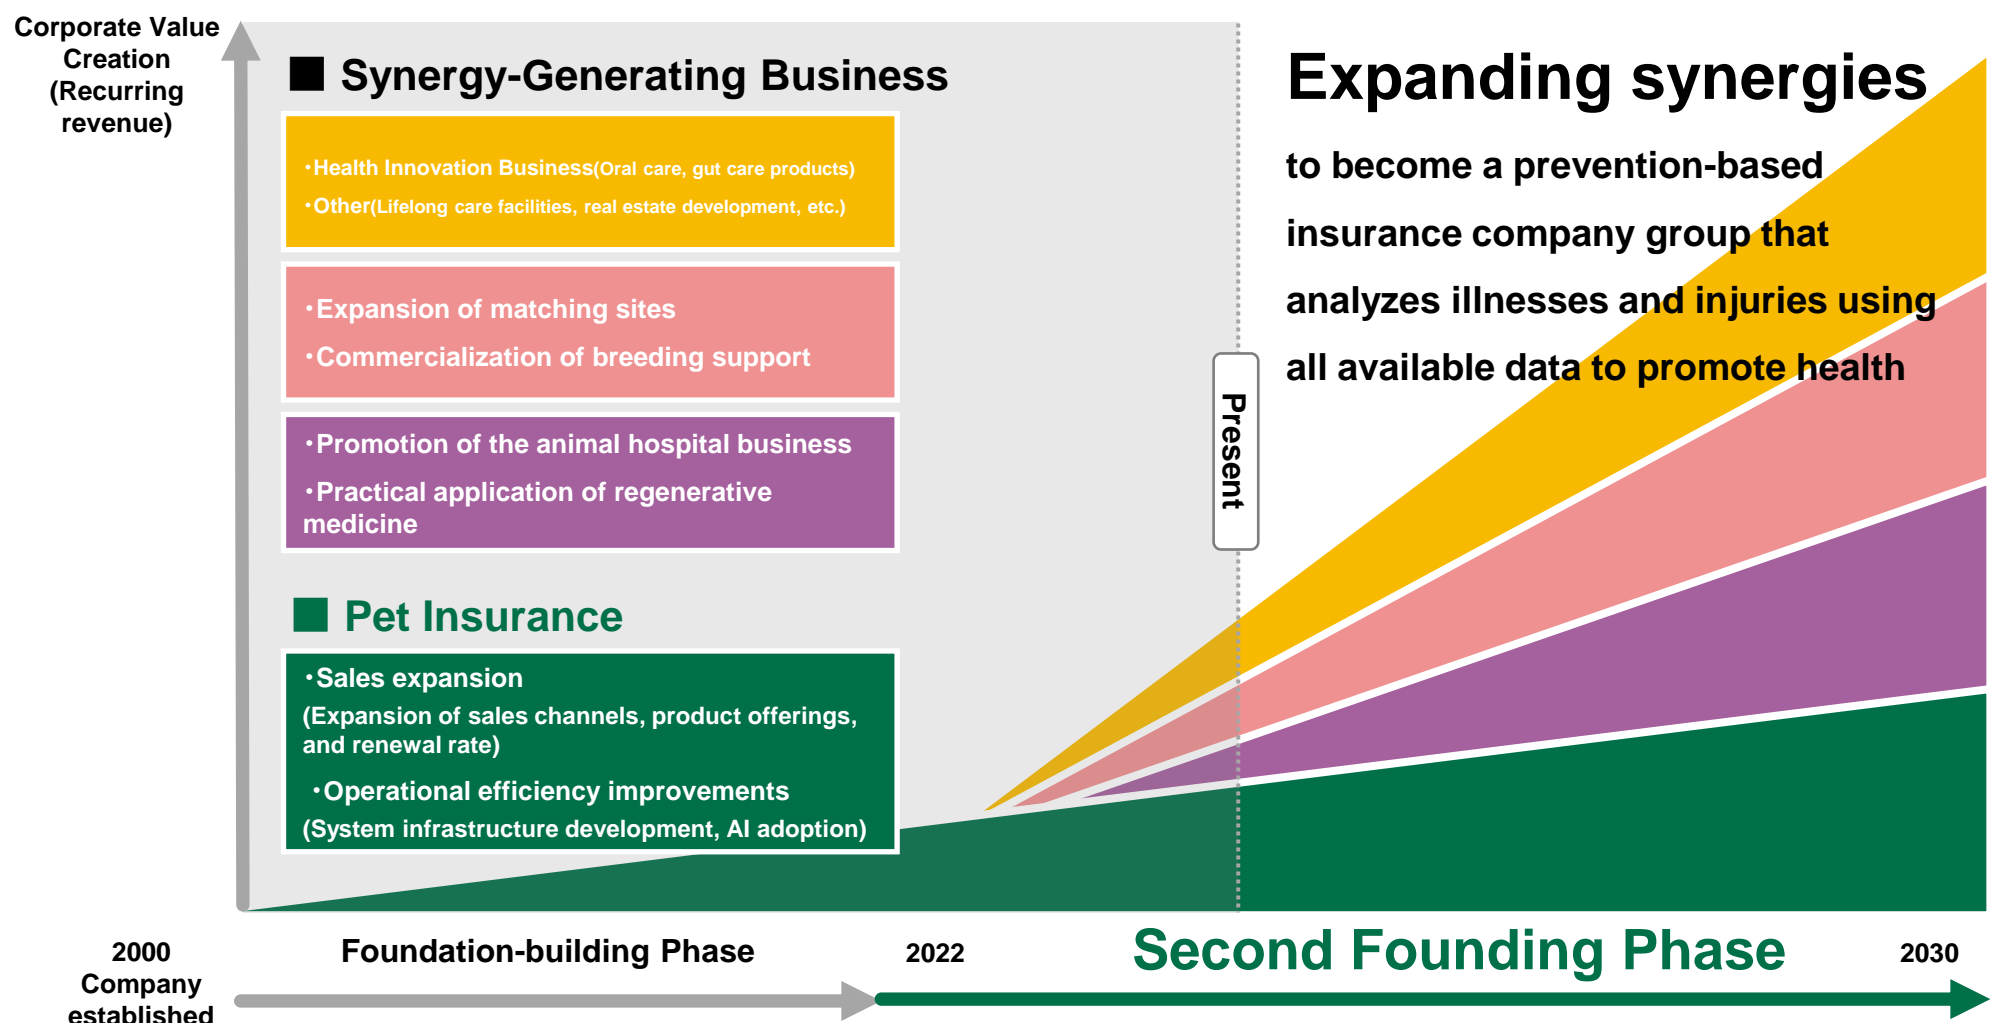 Corporate Value
Creation
(Recurring
revenue)
■ Synergy-Generating Business
・Health Innovation Business(Oral care, gut care products)
・Other(Lifelong care facilities, real estate development, etc.)
・Expansion of matching sites
・Commercialization of breeding support
・Promotion of the animal hospital business
・Practical application of regenerative
medicine
■ Pet Insurance
・Sales expansion
(Expansion of sales channels, product offerings,
and renewal rate)
・Operational efficiency improvements
(System infrastructure development, AI adoption)
Expanding synergies
to become a prevention-based
insurance company group that
analyzes illnesses and injuries using
all available data to promote health
Present
2000
Company
established
Foundation-building Phase
2022
Second Founding Phase
2030